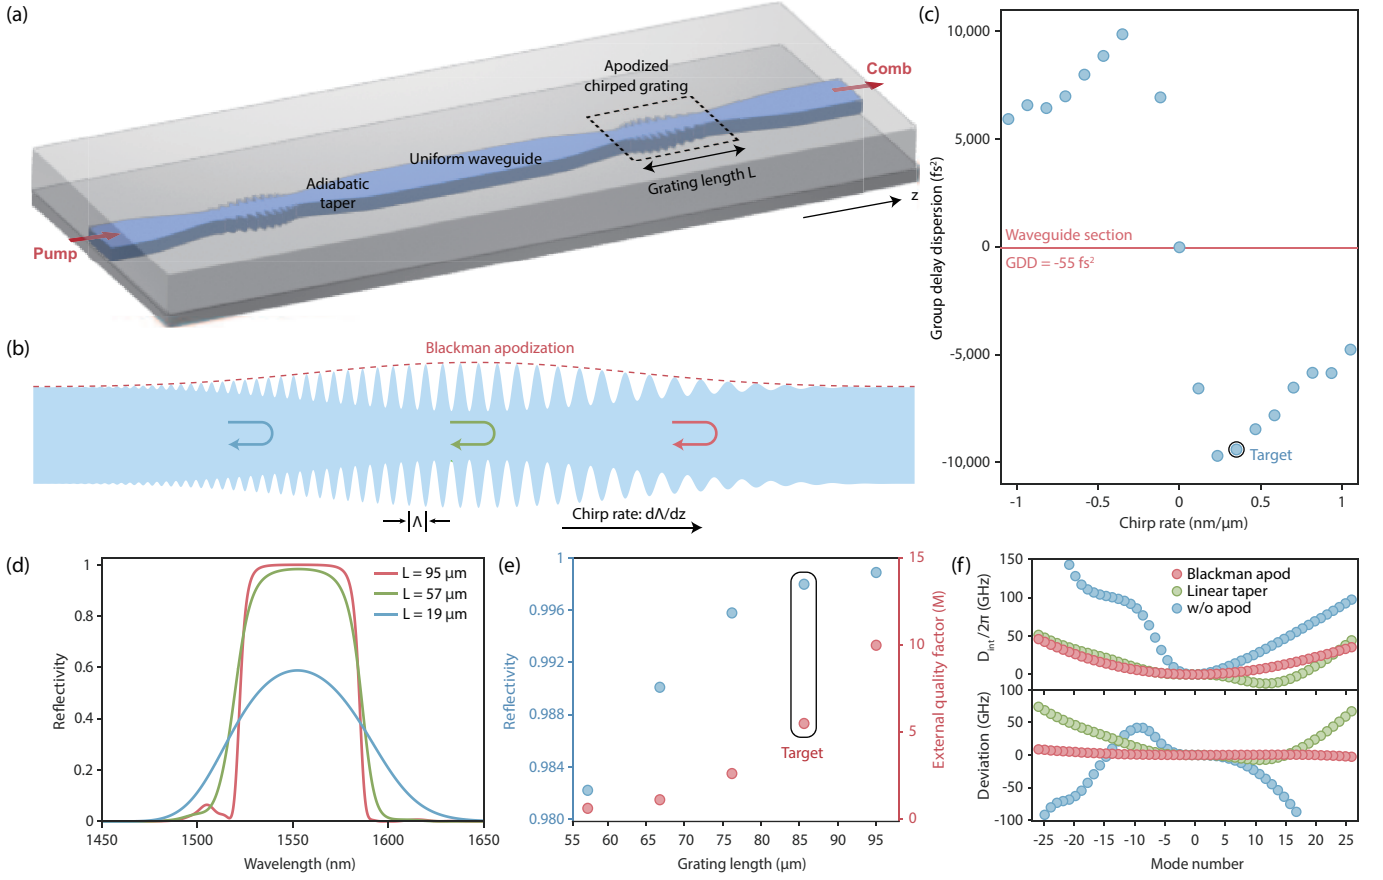 (a)
Apodized
chirped grating
Comb
Uniform waveguide
Grating length L
Adiabatic
taper
z
Pump
(b)
Blackman apodization
Λ
Chirp rate: dΛ/dz
(c)
Group delay dispersion (fs²)
10,000
5,000
0
-5,000
-10,000
Waveguide section
GDD = -55 fs²
Target
-1
-0.5
0
0.5
1
Chirp rate (nm/µm)
(d)
Reflectivity
1
0.8
0.6
0.4
0.2
0
L = 95 µm
L = 57 µm
L = 19 µm
1450
1500
1550
1600
1650
Wavelength (nm)
(e)
Reflectivity
1
0.996
0.992
0.988
0.984
0.980
Target
15
10
5
0
External quality factor (M)
55
60
65
70
75
80
85
90
95
Grating length (µm)
(f)
D_int/2π (GHz)
150
100
50
0
Blackman apod
Linear taper
w/o apod
Deviation (GHz)
100
50
0
-50
-100
-25
-20
-15
-10
-5
0
5
10
15
20
25
Mode number